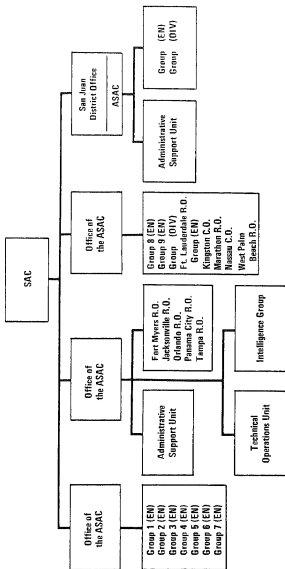 SAC
Office of
the ASAC
Office of
the ASAC
Office of
the ASAC
San Juan
District Office
ASAC
Group 1 (EN)
Group 2 (EN)
Group 3 (EN)
Group 4 (EN)
Group 5 (EN)
Group 6 (EN)
Group 7 (EN)
Administrative
Support Unit
Fort Myers R.O.
Jacksonville R.O.
Orlando R.O.
Panama City R.O.
Tampa R.O.
Technical
Operations Unit
Intelligence Group
Group 8 (EN)
Group 9 (EN)
Group (DIV)
Ft. Lauderdale R.O.
Group (EN)
Kingston C.O.
Marathon R.O.
Nassau C.O.
West Palm
Beach R.O.
Administrative
Support Unit
Group (EN)
Group (DIV)